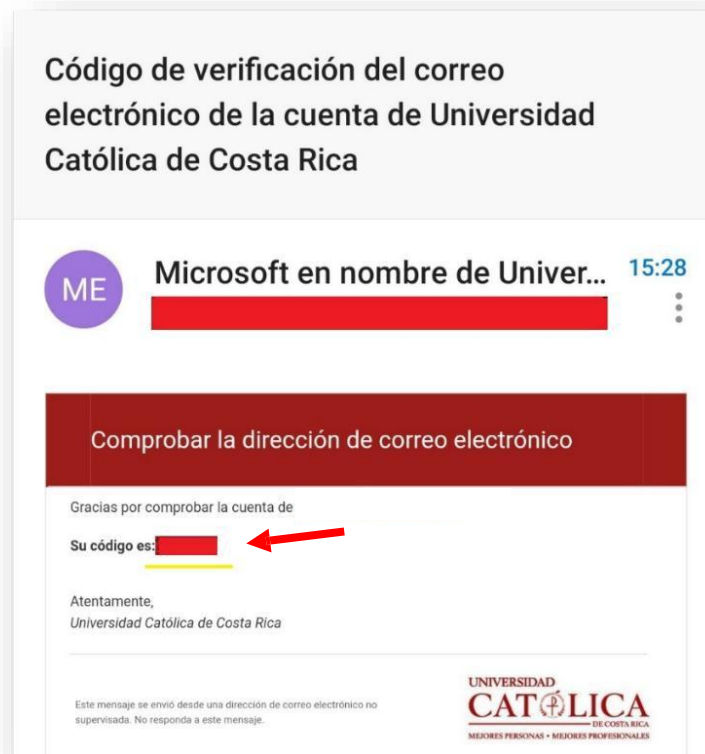 Código de verificación del correo
electrónico de la cuenta de Universidad
Católica de Costa Rica
ME
Microsoft en nombre de Univer...
15:28
Comprobar la dirección de correo electrónico
Gracias por comprobar la cuenta de
Su código es:
Atentamente,
Universidad Católica de Costa Rica
Este mensaje se envió desde una dirección de correo electrónico no
supervisada. No responda a este mensaje.
UNIVERSIDAD
CATÓLICA
DE COSTA RICA
MEJORES PERSONAS • MEJORES PROFESIONALES